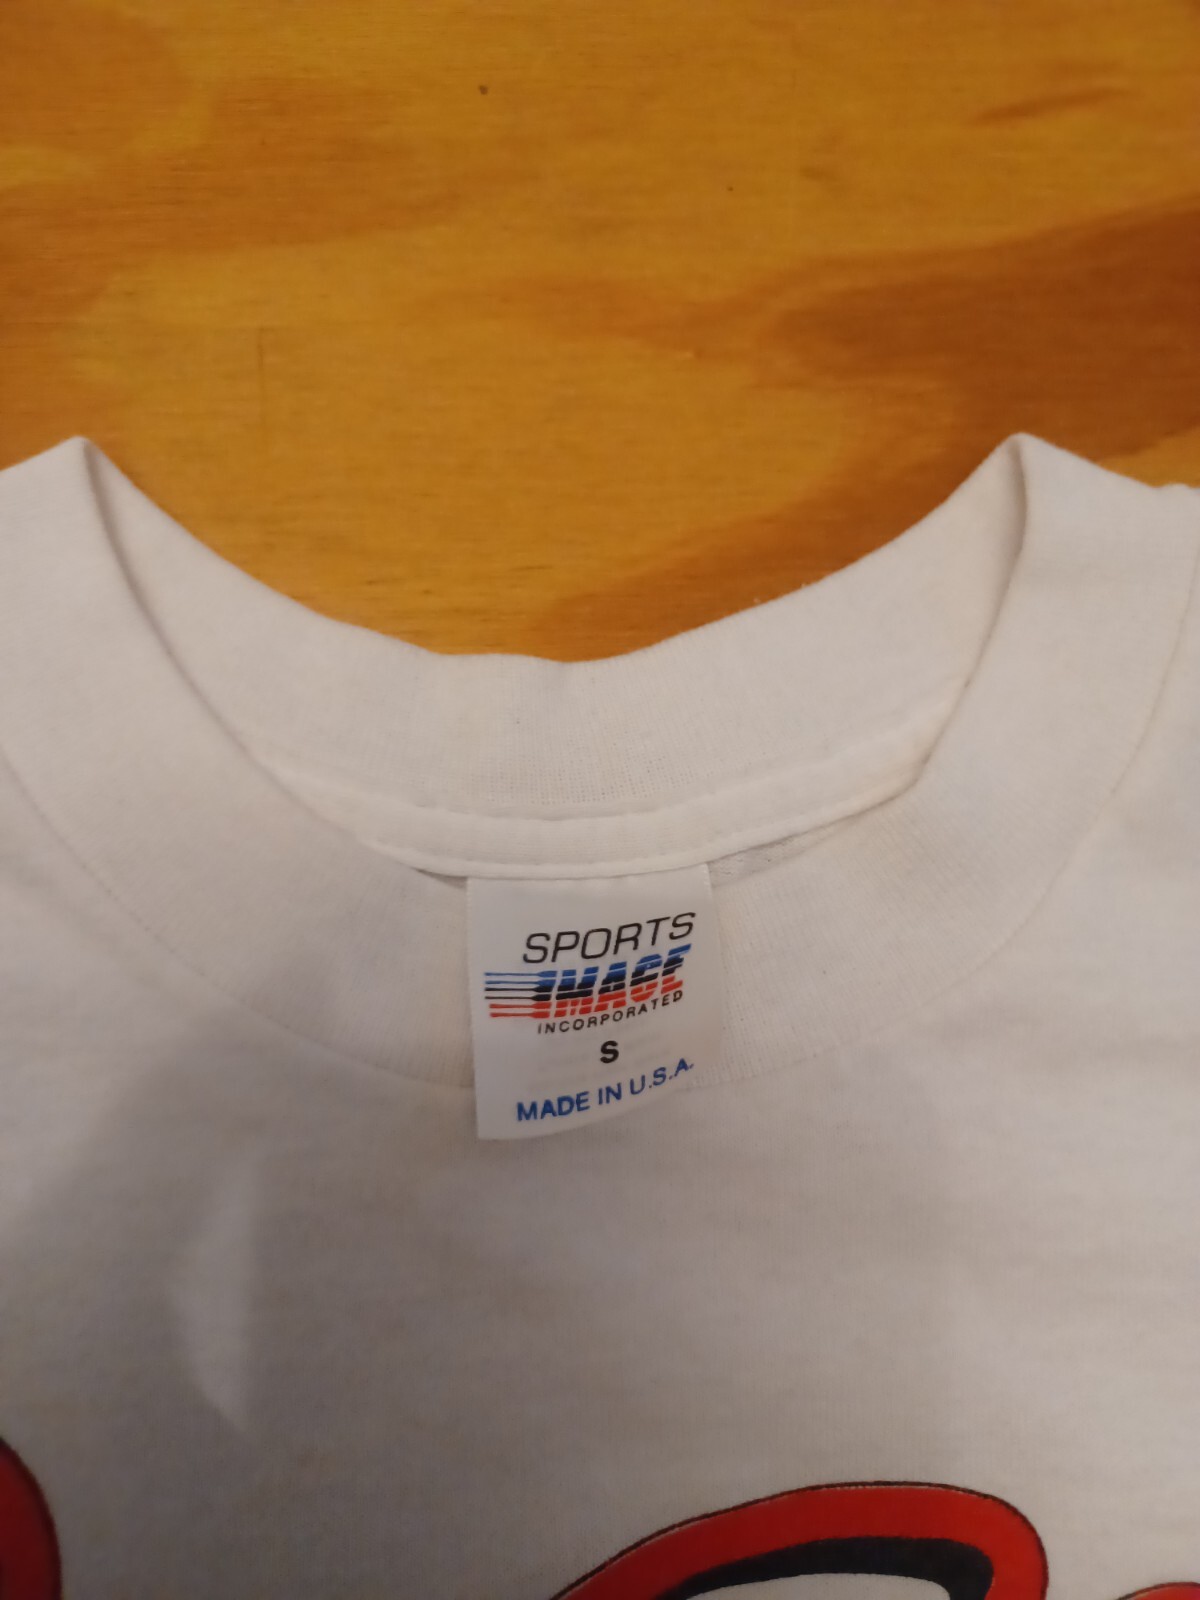 SPORTS
IMAGE
INCORPORATED
S
MADE IN U.S.A.